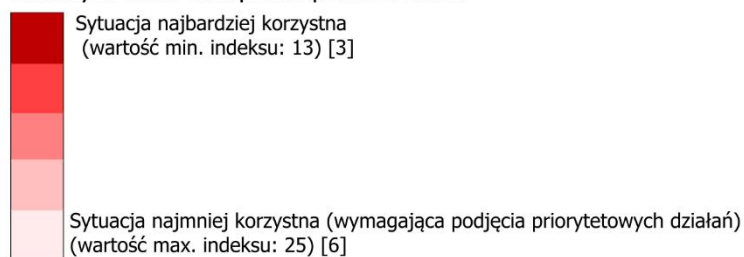 Sytuacja najbardziej korzystna
(wartość min. indeksu: 13) [3]
Sytuacja najmniej korzystna (wymagająca podjęcia priorytetowych działań)
(wartość max. indeksu: 25) [6]